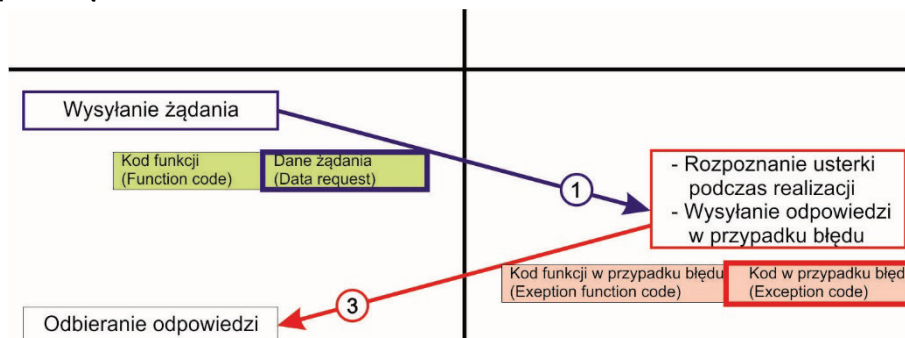 Wysyłanie żądania
Kod funkcji
(Function code)
Dane żądania
(Data request)
1
- Rozpoznanie usterki
podczas realizacji
- Wysyłanie odpowiedzi
w przypadku błędu
Kod funkcji w przypadku błędu
(Exeption function code)
Kod w przypadku błęd
(Exception code)
3
Odbieranie odpowiedzi